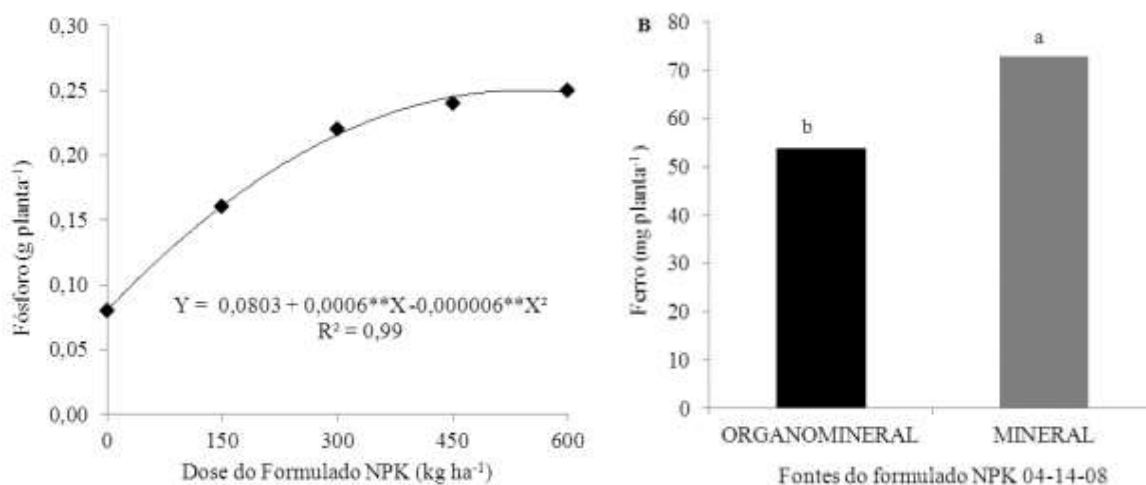 Fósforo (g planta⁻¹)
0,30
0,25
0,20
0,15
0,10
0,05
0,00
Y = 0,0803 + 0,0006**X -0,000006**X²
R² = 0,99
0 150 300 450 600
Dose do Formulado NPK (kg ha⁻¹)
B
Ferro (mg planta⁻¹)
80
70
60
50
40
30
20
10
0
b
a
ORGANOMINERAL MINERAL
Fontes do formulado NPK 04-14-08